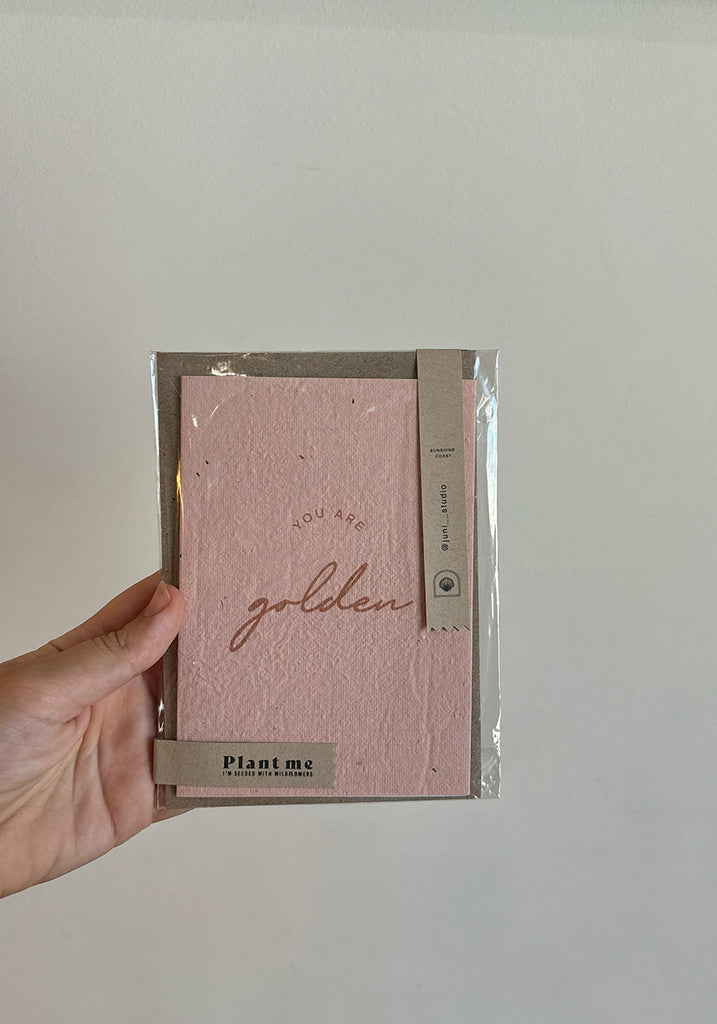 YOU ARE
golden
SUNSHINE
COAST
@juni__studio
Plant me
I'M SEEDED WITH WILDFLOWERS